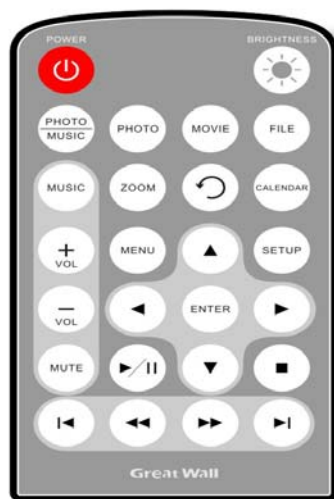 POWER BRIGHTNESS
PHOTO
MUSIC
PHOTO MOVIE FILE
MUSIC ZOOM CALENDAR
+
VOL
MENU SETUP
−
VOL
ENTER
MUTE
Great Wall